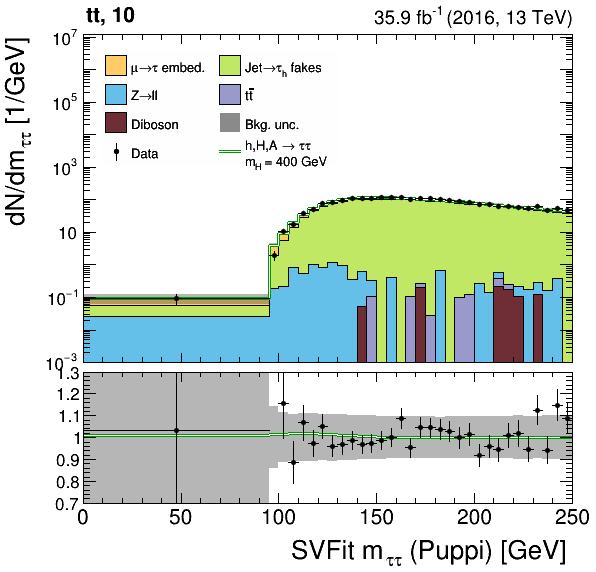 tt, 10
35.9 fb⁻¹ (2016, 13 TeV)
dN/dm_ττ [1/GeV]
10⁷
10⁵
10³
10
10⁻¹
10⁻³
μ→τ embed.
Jet→τ_h fakes
Z→ll
tt̄
Diboson
Bkg. unc.
Data
h,H,A → ττ
m_H = 400 GeV
1.3
1.2
1.1
1
0.9
0.8
0.7
0 50 100 150 200 250
SVFit m_ττ (Puppi) [GeV]